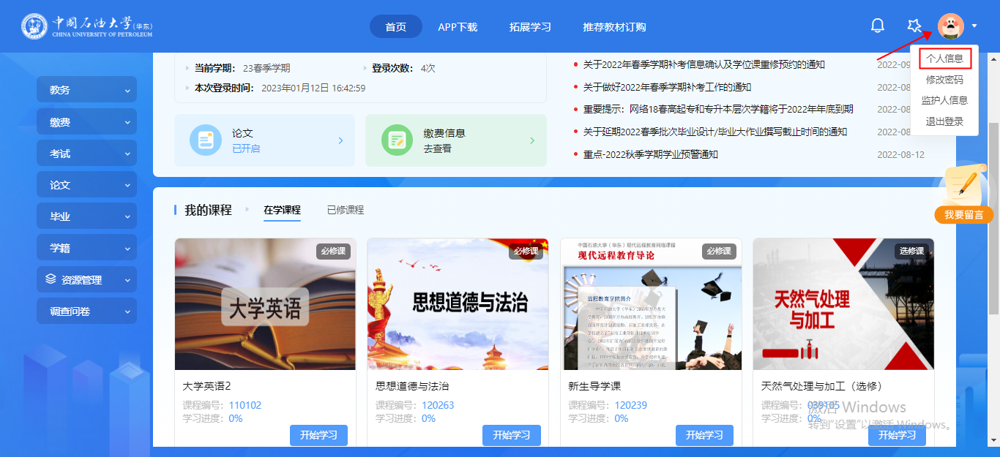 中国石油大学(华东)
CHINA UNIVERSITY OF PETROLEUM
首页
APP下载
拓展学习
推荐教材订购
个人信息
修改密码
监护人信息
退出登录
教务
缴费
考试
论文
毕业
学籍
资源管理
调查问卷
当前学期: 23春季学期
登录次数: 4次
本次登录时间: 2023年01月12日 16:42:59
论文
已开启
缴费信息
去查看
关于2022年春季学期补考信息确认及学位课重修预约的通知 2022-09
关于做好2022年春季学期补考工作的通知 2022-08
重要提示：网络18春高起专和专升本层次学籍将于2022年年底到期 2022-08
关于延期2022春季批次毕业设计/毕业大作业撰写截止时间的通知 2022-08
重点-2022秋季学期学业预警通知 2022-08-12
我要留言
我的课程
在学课程
已修课程
必修课
大学英语
大学英语2
课程编号: 110102
学习进度: 0%
开始学习
必修课
思想道德与法治
思想道德与法治
课程编号: 120263
学习进度: 0%
开始学习
中国石油大学（华东）现代远程教育网络课程
现代远程教育导论
必修课
远程教育学院简介
新生导学课
课程编号: 120239
学习进度: 0%
开始学习
选修课
天然气处理
与加工
天然气处理与加工（选修）
课程编号: 039105
学习进度: 0%
开始学习
激活 Windows
转到"设置"以激活 Windows。